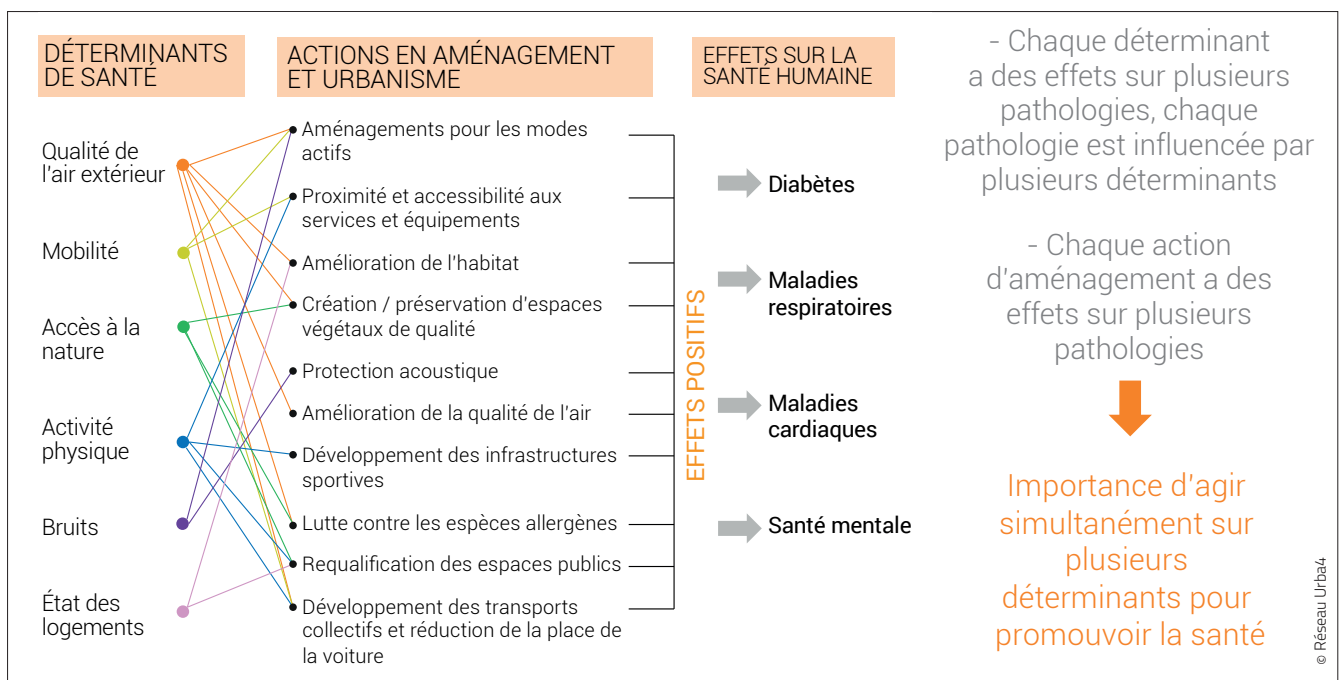 DÉTERMINANTS
DE SANTÉ
Qualité de
l'air extérieur
Mobilité
Accès à la
nature
Activité
physique
Bruits
État des
logements
ACTIONS EN AMÉNAGEMENT
ET URBANISME
Aménagements pour les modes
actifs
Proximité et accessibilité aux
services et équipements
Amélioration de l'habitat
Création / préservation d'espaces
végétaux de qualité
Protection acoustique
Amélioration de la qualité de l'air
Développement des infrastructures
sportives
Lutte contre les espèces allergènes
Requalification des espaces publics
Développement des transports
collectifs et réduction de la place de
la voiture
EFFETS POSITIFS
EFFETS SUR LA
SANTÉ HUMAINE
Diabètes
Maladies
respiratoires
Maladies
cardiaques
Santé mentale
- Chaque déterminant
a des effets sur plusieurs
pathologies, chaque
pathologie est influencée par
plusieurs déterminants
- Chaque action
d'aménagement a des
effets sur plusieurs
pathologies
Importance d'agir
simultanément sur
plusieurs
déterminants pour
promouvoir la santé
© Réseau Urba4